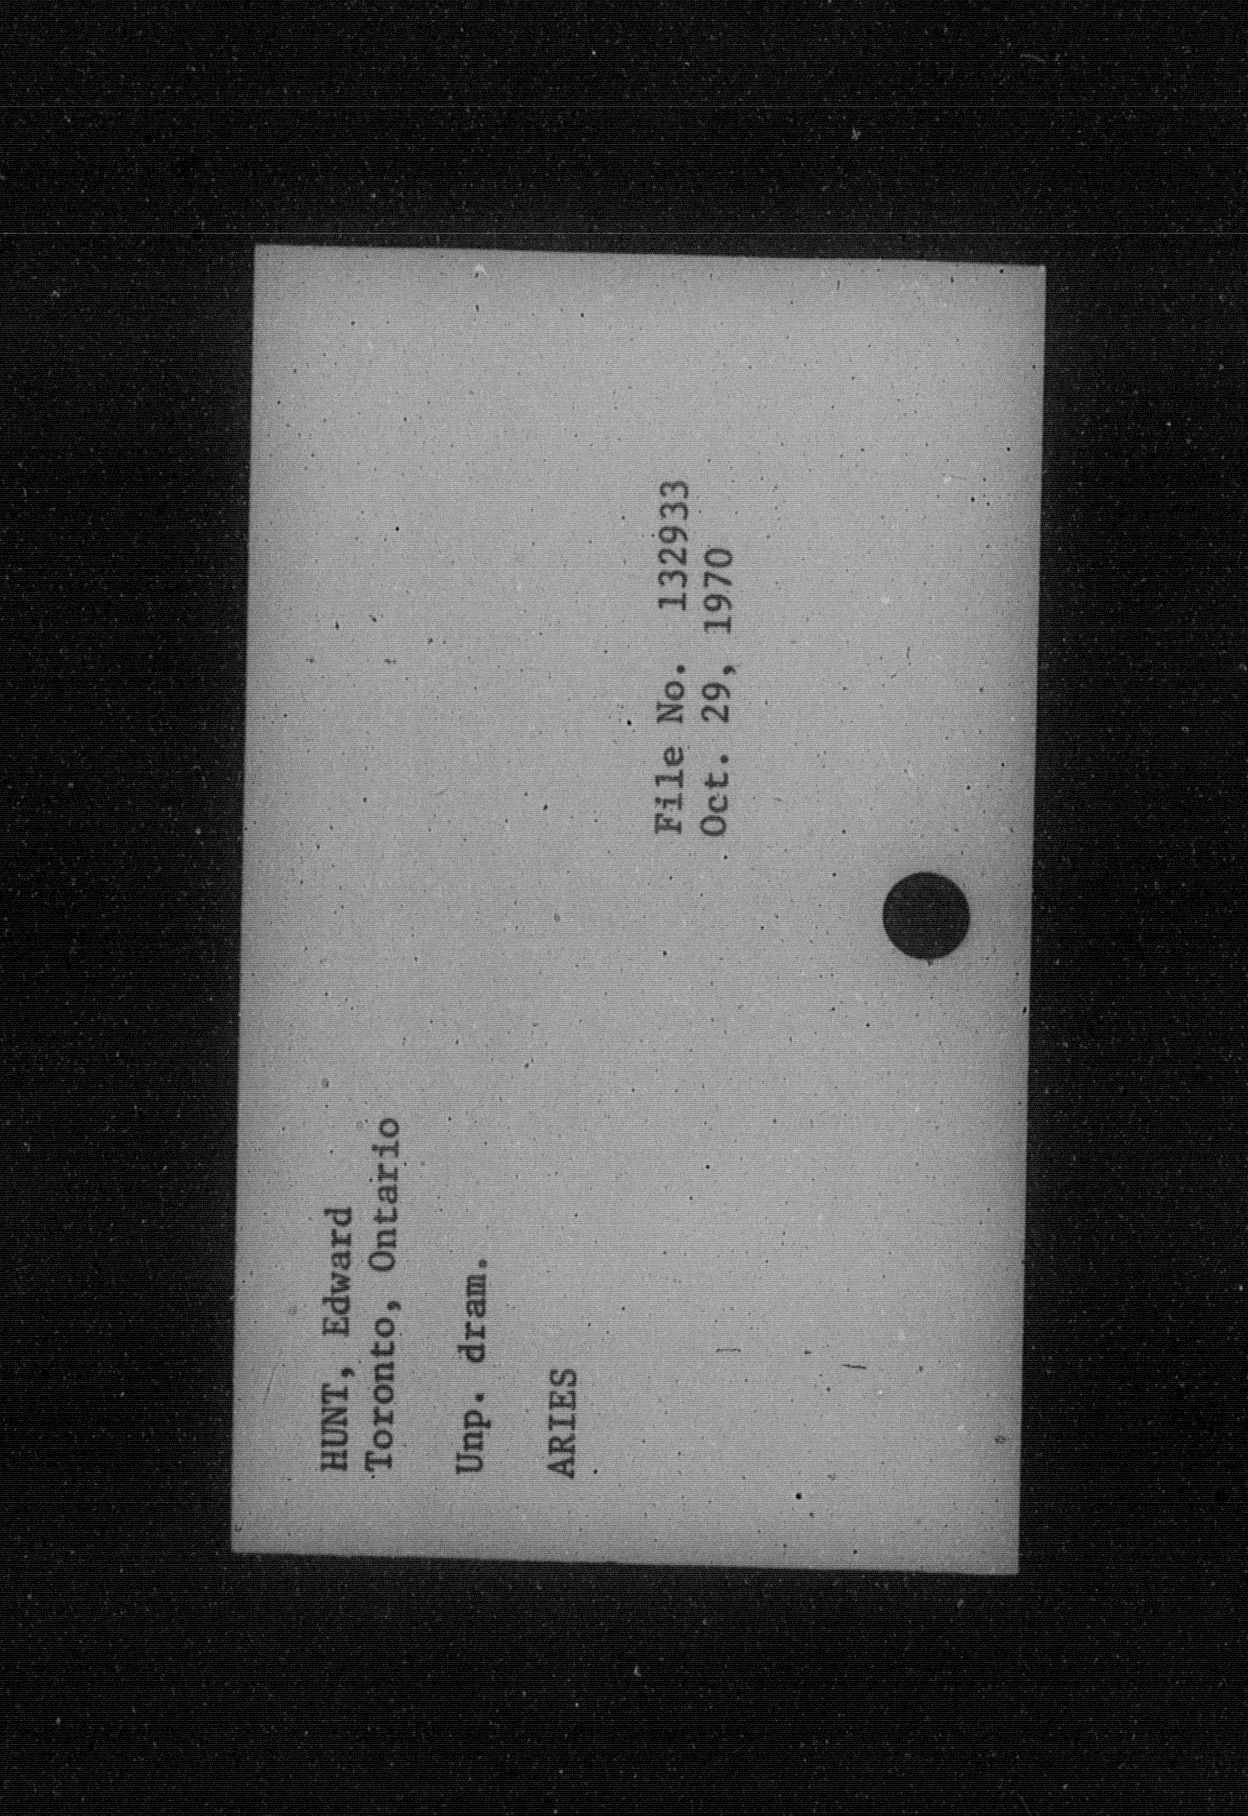 HUNT, Edward
Toronto, Ontario
Unp. dram.
ARIES
File No. 132933
Oct. 29, 1970